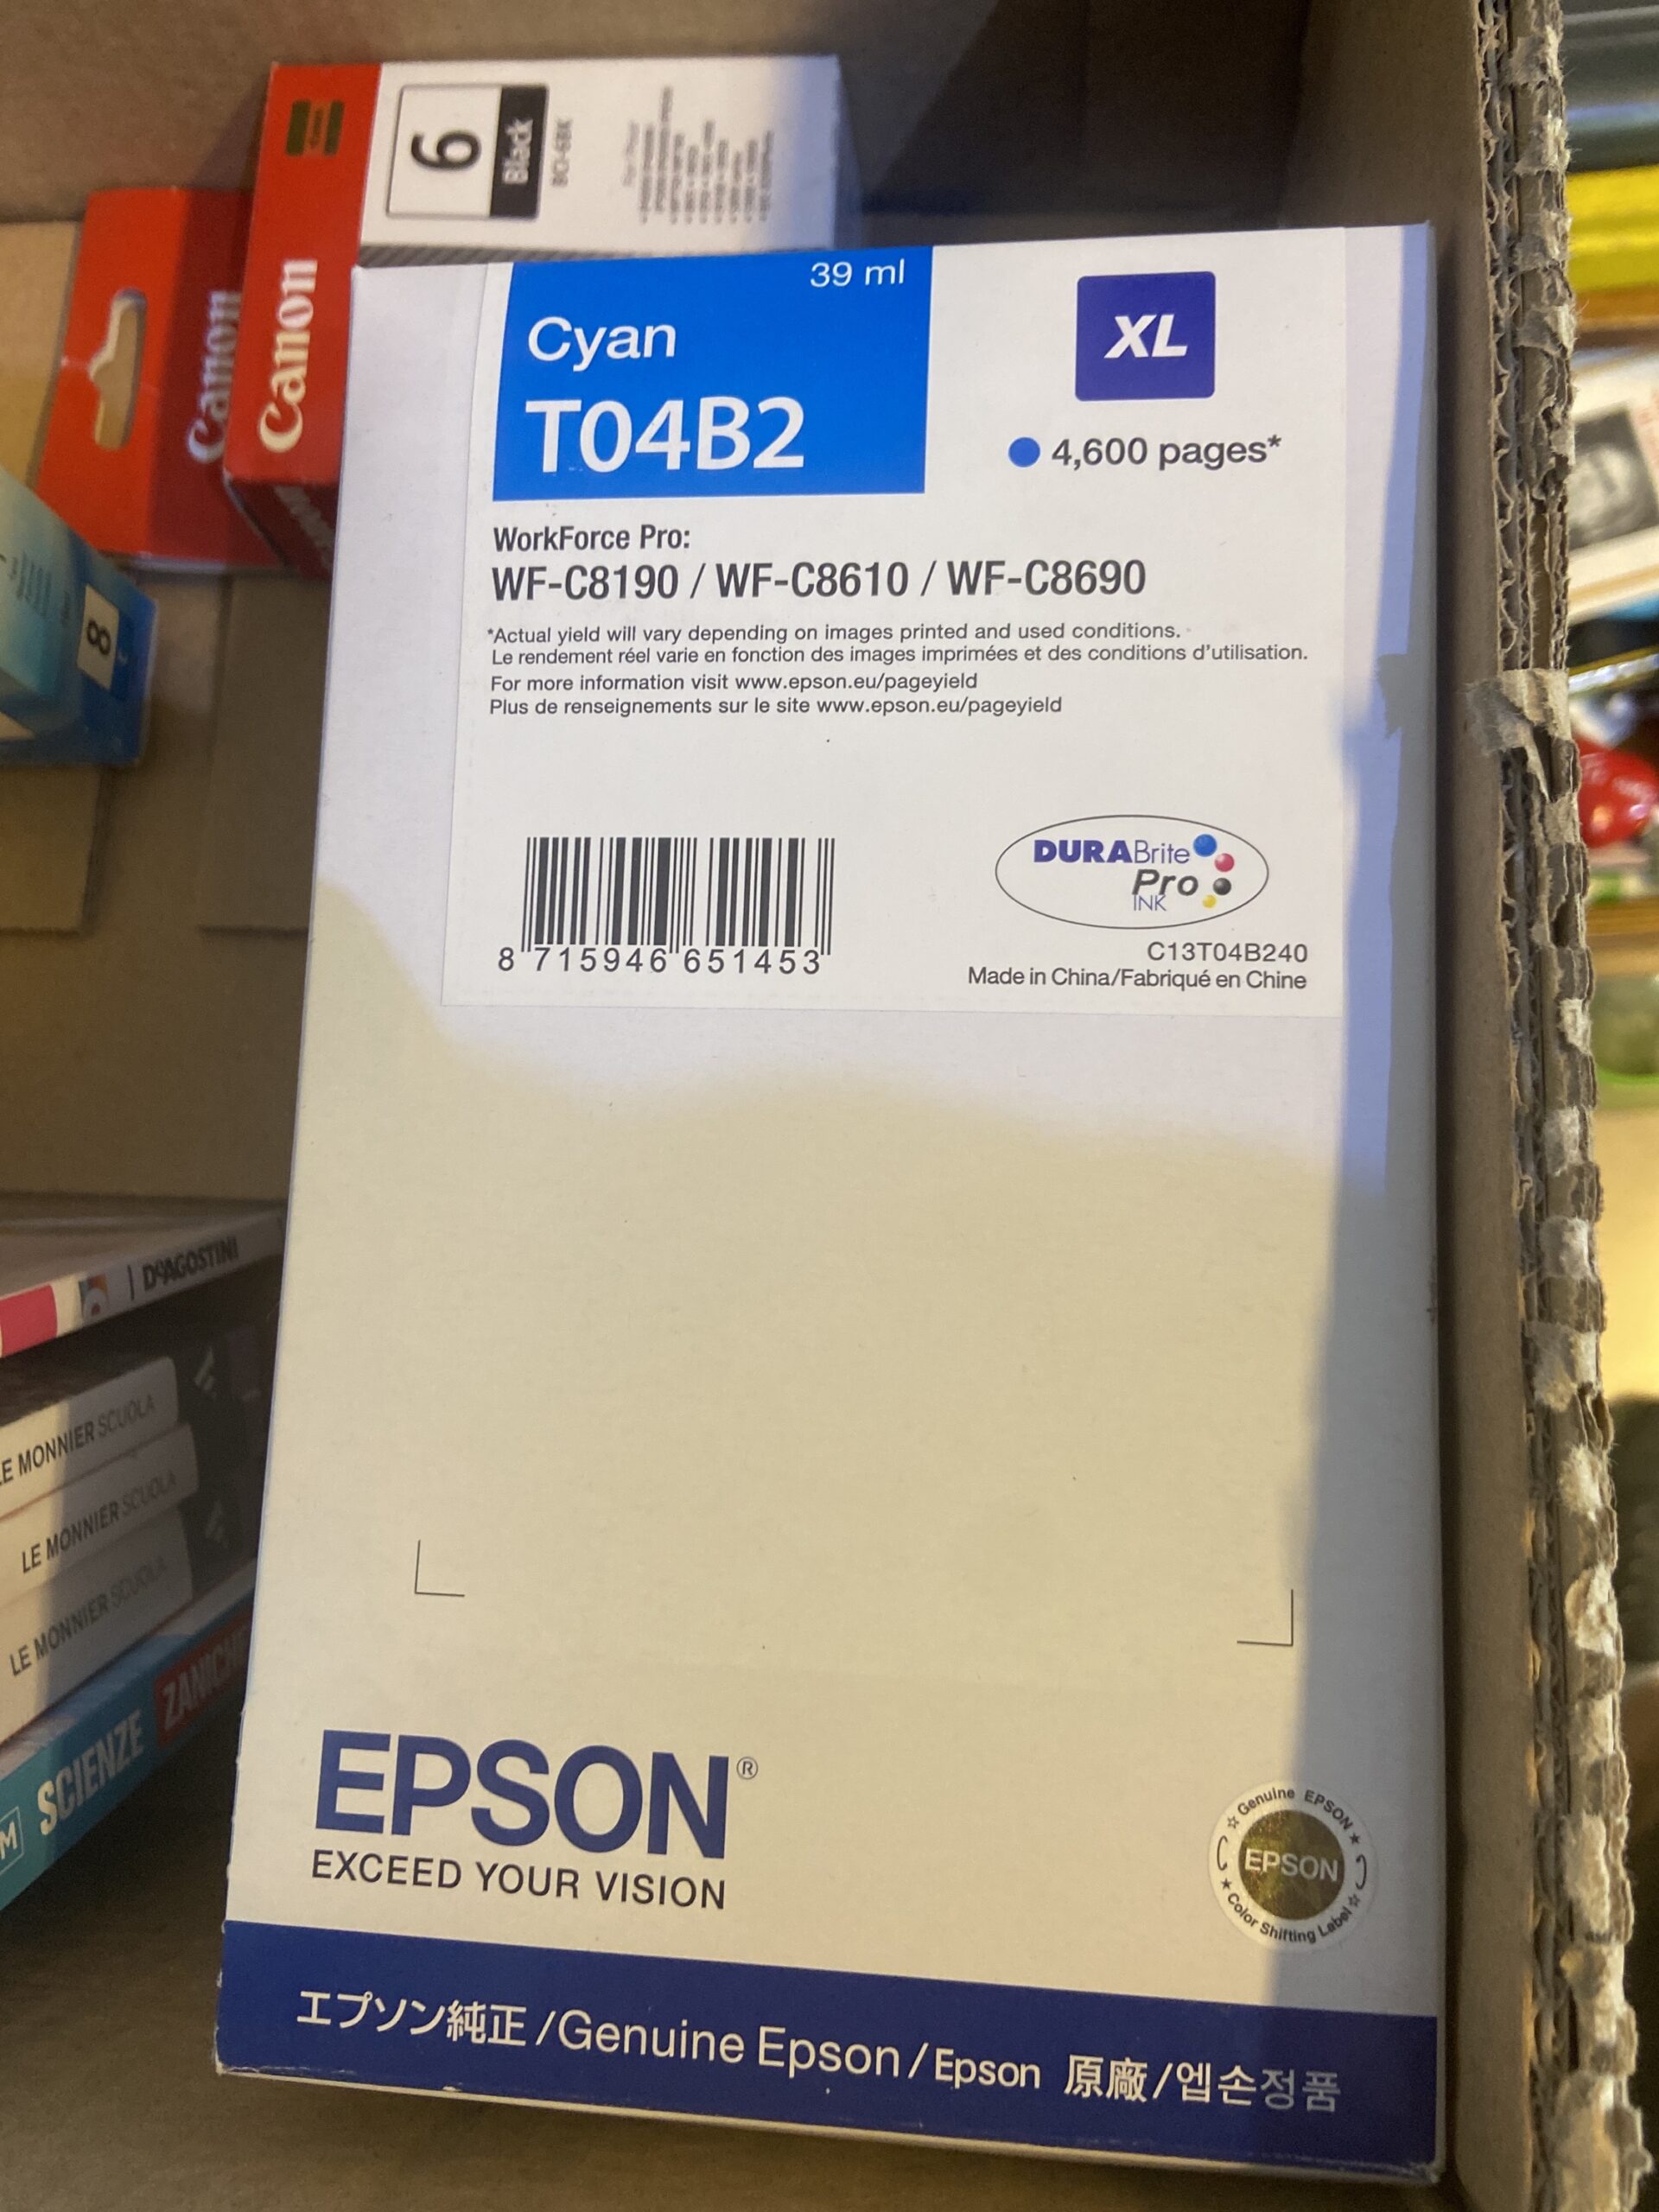 6
Black
BCI-6BK
Canon
Canon
8
39 ml
Cyan
T04B2
XL
4,600 pages*
WorkForce Pro:
WF-C8190 / WF-C8610 / WF-C8690
*Actual yield will vary depending on images printed and used conditions.
Le rendement réel varie en fonction des images imprimées et des conditions d'utilisation.
For more information visit www.epson.eu/pageyield
Plus de renseignements sur le site www.epson.eu/pageyield
DURABrite
Pro
INK
8 715946 651453
C13T04B240
Made in China/Fabriqué en Chine
DEAGOSTINI
LE MONNIER SCUOLA
LE MONNIER SCUOLA
LE MONNIER SCUOLA
SCIENZE
EPSON®
EXCEED YOUR VISION
☆ Genuine EPSON ★
EPSON
★ Color Shifting Label ☆
エプソン純正/Genuine Epson/Epson 原廠/엡손정품